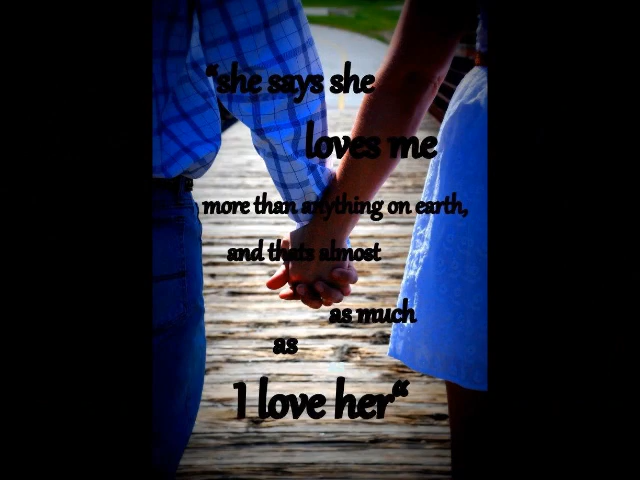 “she says she
loves me
more than anything on earth,
and thats almost
as much
as
I love her“